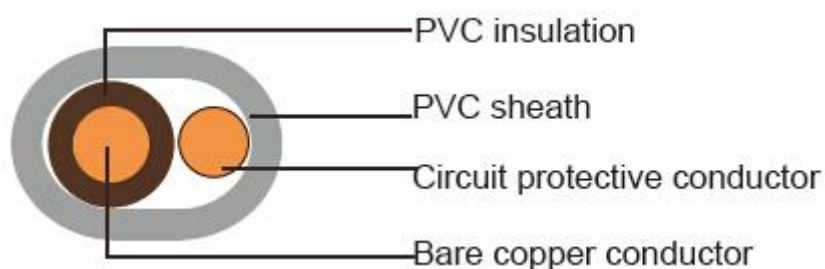 PVC insulation
PVC sheath
Circuit protective conductor
Bare copper conductor